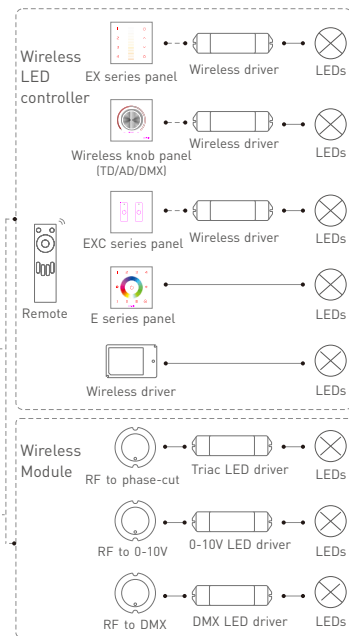 Wireless
LED
controller
EX series panel
Wireless driver
LEDs
Wireless knob panel
(TD/AD/DMX)
Wireless driver
LEDs
EXC series panel
Wireless driver
LEDs
Remote
E series panel
LEDs
Wireless driver
LEDs
Wireless
Module
RF to phase-cut
Triac LED driver
LEDs
RF to 0-10V
0-10V LED driver
LEDs
RF to DMX
DMX LED driver
LEDs